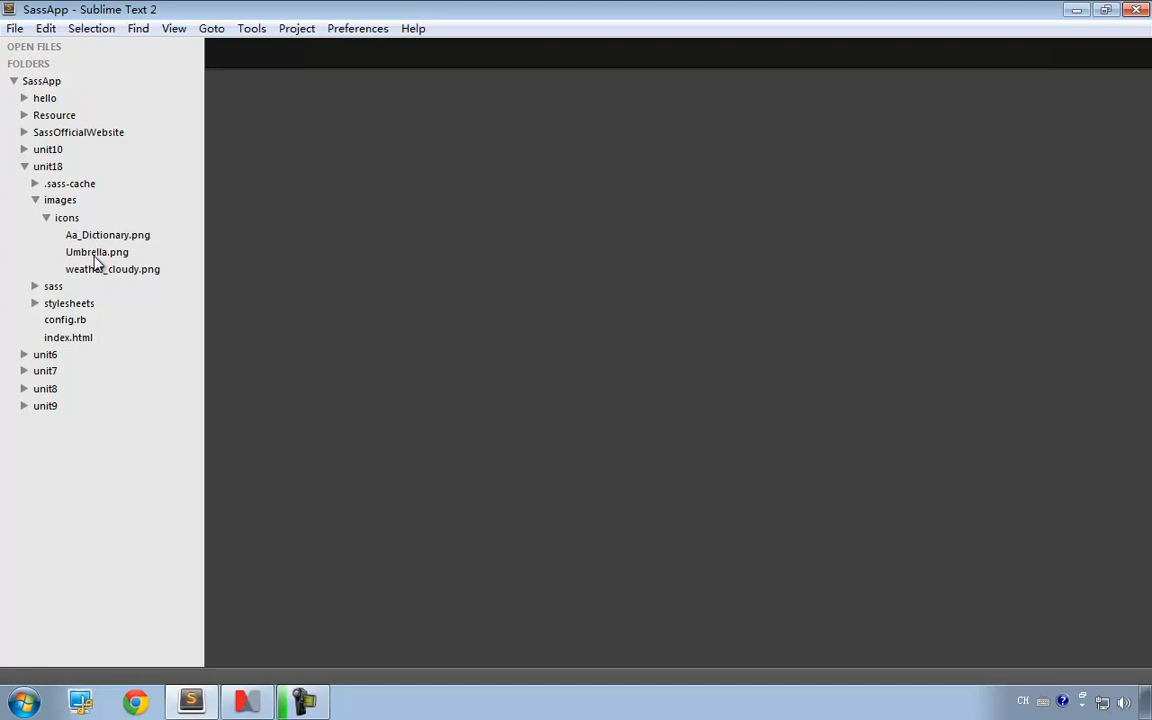 SassApp - Sublime Text 2
File Edit Selection Find View Goto Tools Project Preferences Help
OPEN FILES
FOLDERS
SassApp
hello
Resource
SassOfficialWebsite
unit10
unit18
.sass-cache
images
icons
Aa_Dictionary.png
Umbrella.png
weather_cloudy.png
sass
stylesheets
config.rb
index.html
unit6
unit7
unit8
unit9
CH